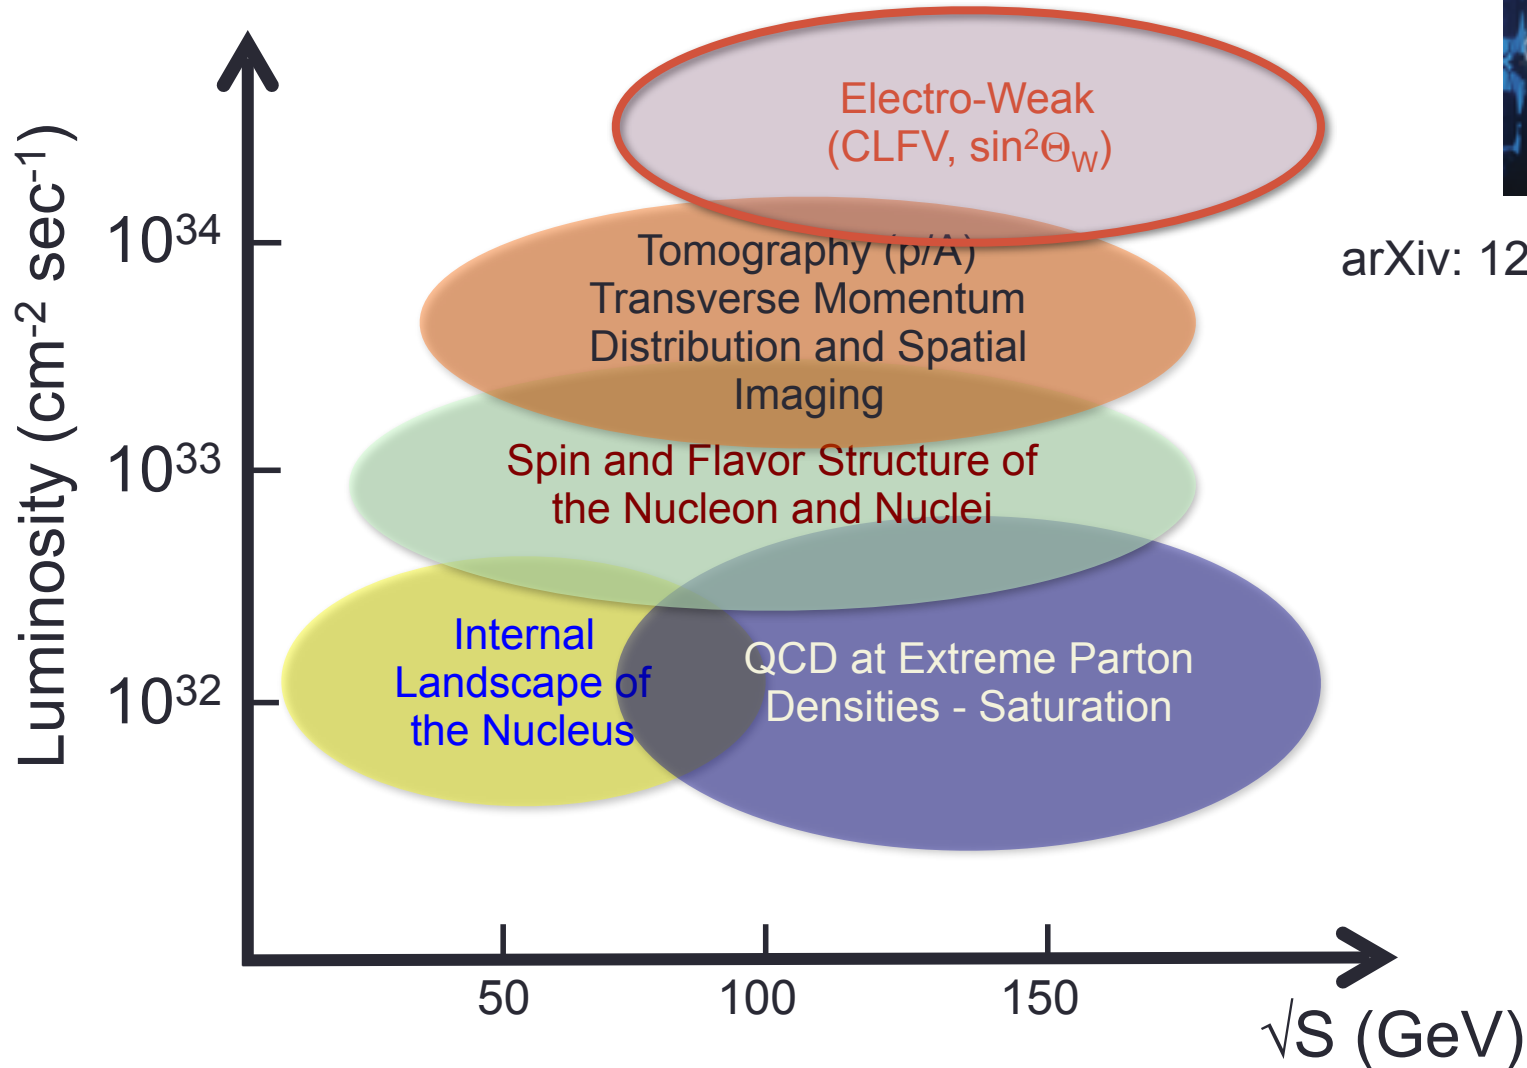 Electro-Weak
(CLFV, sin²Θ_W)
Luminosity (cm⁻² sec⁻¹)
10³⁴
Tomography (p/A)
Transverse Momentum
Distribution and Spatial
Imaging
arXiv: 12
10³³
Spin and Flavor Structure of
the Nucleon and Nuclei
10³²
Internal
Landscape of
the Nucleus
QCD at Extreme Parton
Densities - Saturation
50
100
150
√S (GeV)